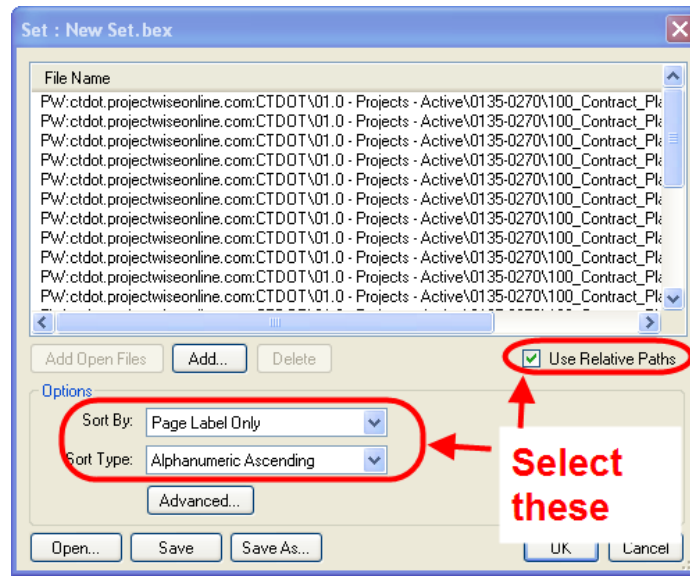 Set : New Set.bex
File Name
PW:ctdot.projectwiseonline.com:CTDOT\01.0 - Projects - Active\0135-0270\100_Contract_Pla
PW:ctdot.projectwiseonline.com:CTDOT\01.0 - Projects - Active\0135-0270\100_Contract_Pla
PW:ctdot.projectwiseonline.com:CTDOT\01.0 - Projects - Active\0135-0270\100_Contract_Pla
PW:ctdot.projectwiseonline.com:CTDOT\01.0 - Projects - Active\0135-0270\100_Contract_Pla
PW:ctdot.projectwiseonline.com:CTDOT\01.0 - Projects - Active\0135-0270\100_Contract_Pla
PW:ctdot.projectwiseonline.com:CTDOT\01.0 - Projects - Active\0135-0270\100_Contract_Pla
PW:ctdot.projectwiseonline.com:CTDOT\01.0 - Projects - Active\0135-0270\100_Contract_Pla
PW:ctdot.projectwiseonline.com:CTDOT\01.0 - Projects - Active\0135-0270\100_Contract_Pla
PW:ctdot.projectwiseonline.com:CTDOT\01.0 - Projects - Active\0135-0270\100_Contract_Pla
PW:ctdot.projectwiseonline.com:CTDOT\01.0 - Projects - Active\0135-0270\100_Contract_Pla
PW:ctdot.projectwiseonline.com:CTDOT\01.0 - Projects - Active\0135-0270\100_Contract_Pla
Add Open Files Add... Delete Use Relative Paths
Options
Sort By: Page Label Only
Sort Type: Alphanumeric Ascending
Advanced...
Select
these
Open... Save Save As... OK Cancel